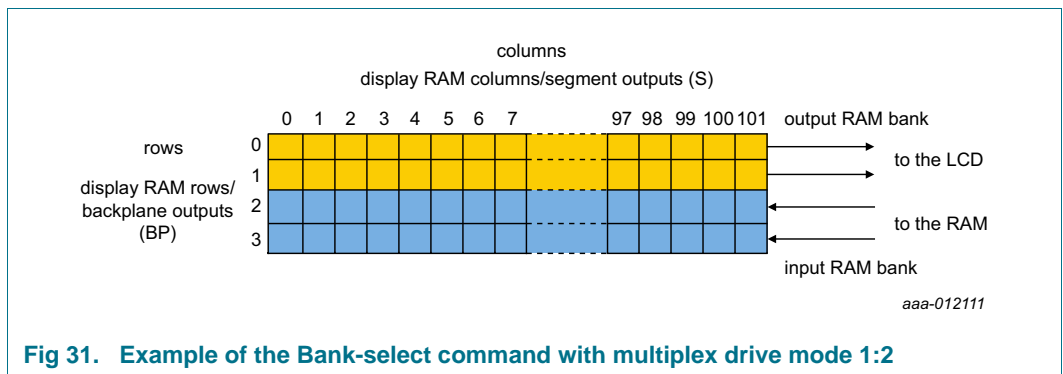 columns
display RAM columns/segment outputs (S)
0 1 2 3 4 5 6 7 97 98 99 100 101 output RAM bank
rows
0
to the LCD
1
display RAM rows/
backplane outputs
(BP)
2
to the RAM
3
input RAM bank
aaa-012111
Fig 31. Example of the Bank-select command with multiplex drive mode 1:2